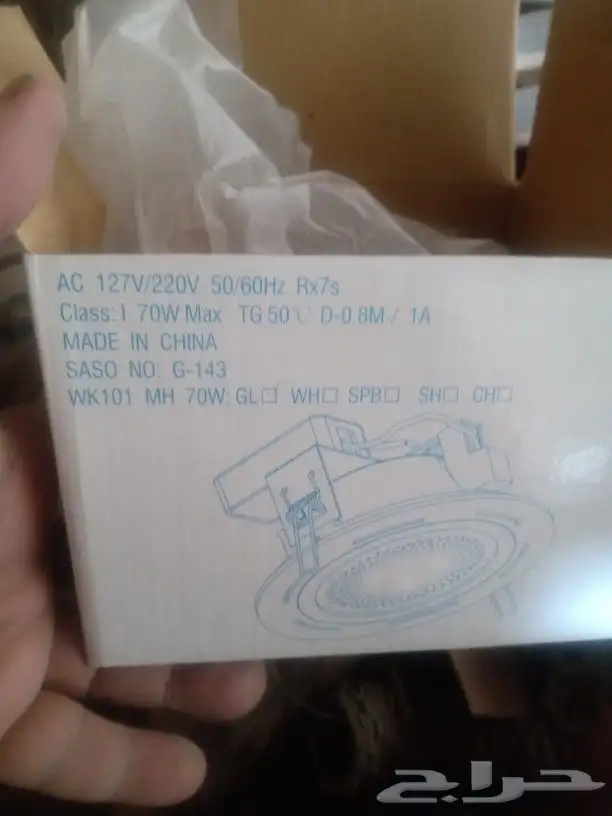 AC 127V/220V 50/60Hz Rx7s
Class: I 70W Max TG 50℃ D-0.8M / 1A
MADE IN CHINA
SASO NO: G-143
WK101 MH 70W: GL□ WH□ SPB□ SH□ CH□
حراج